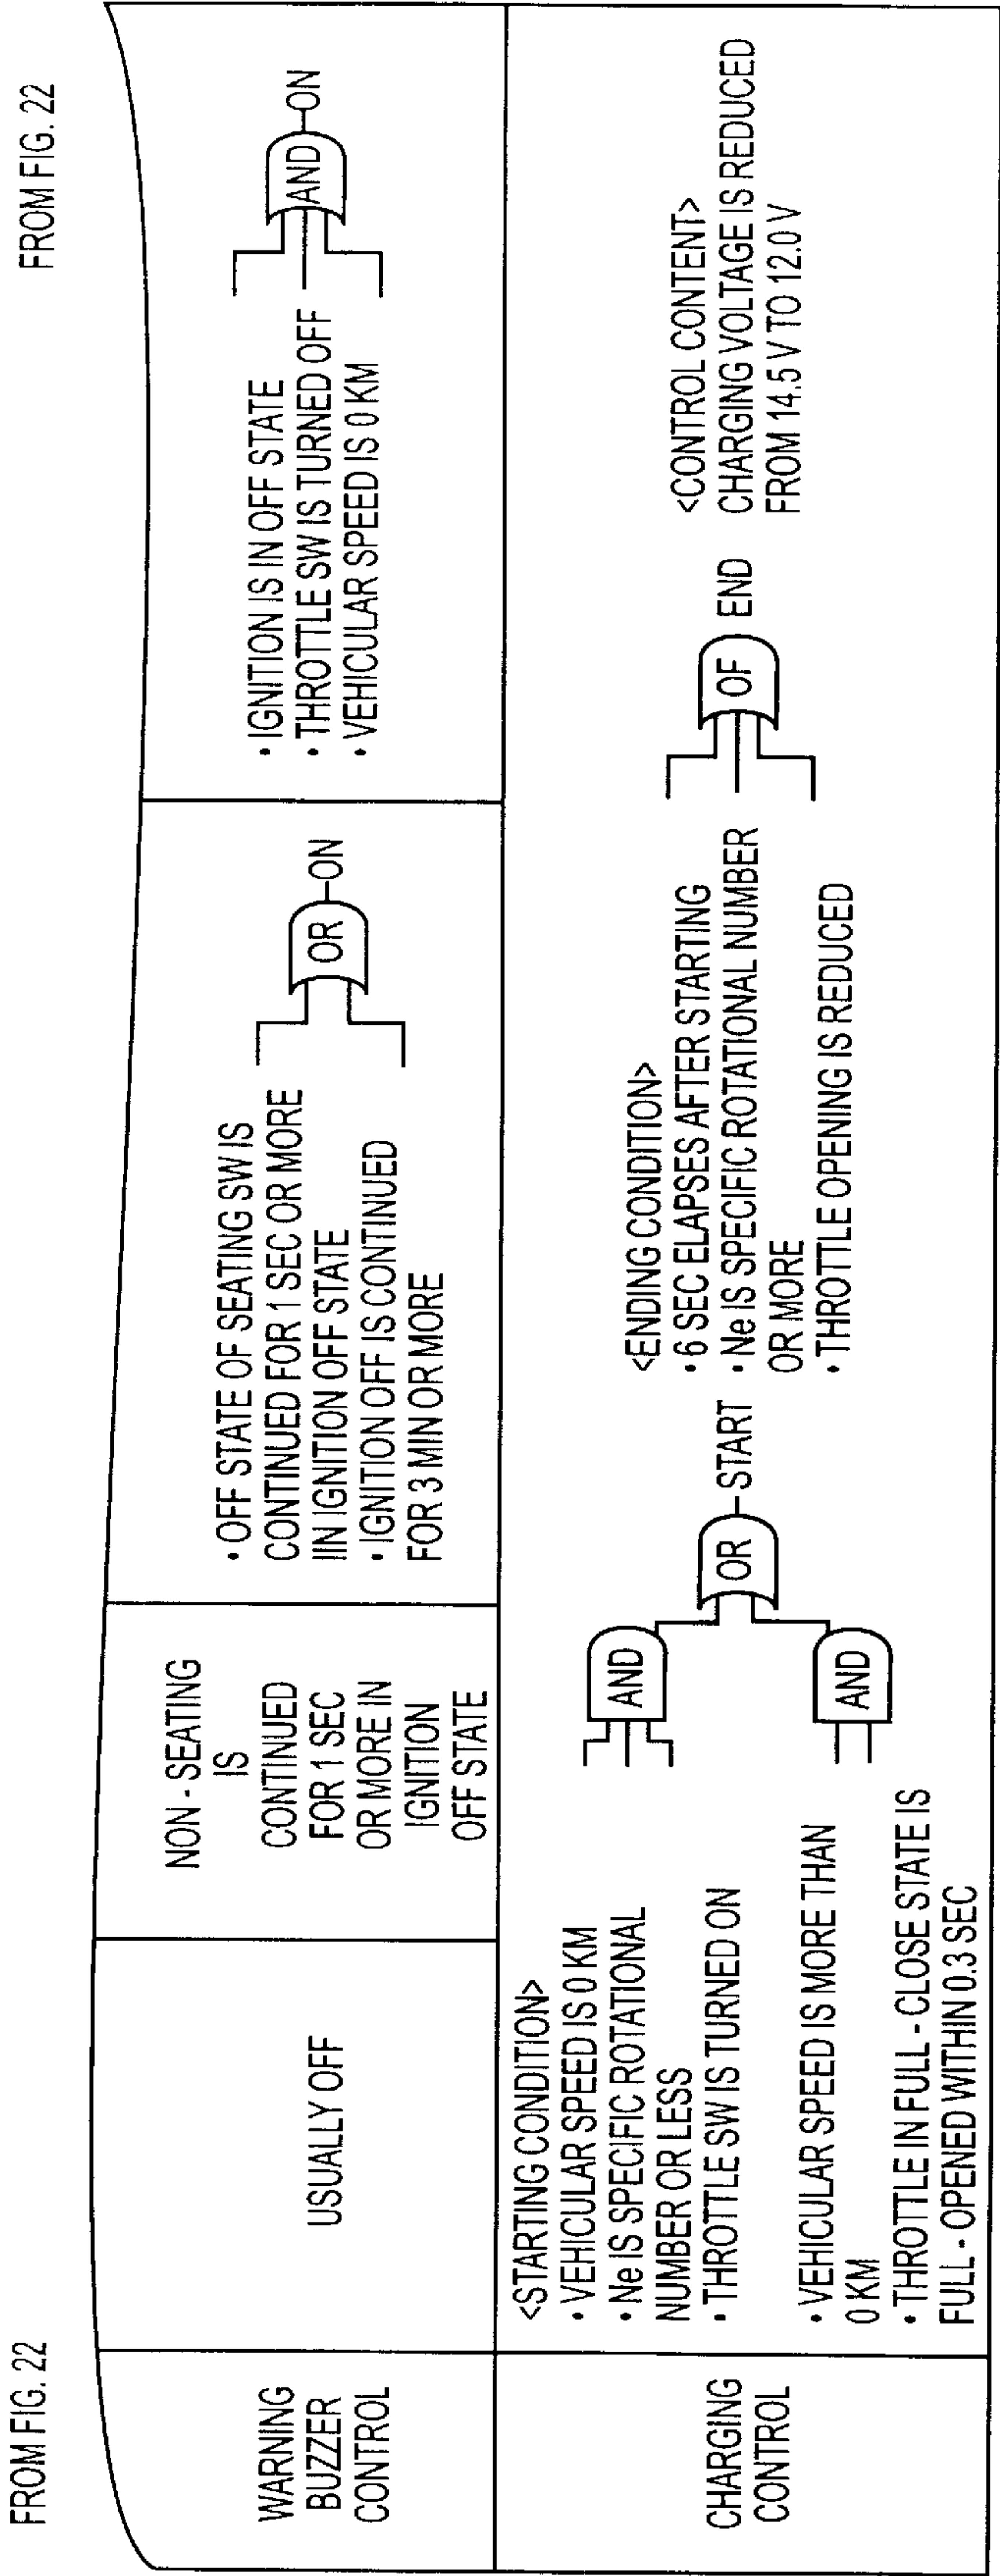 FROM FIG. 22
FROM FIG. 22
WARNING
BUZZER
CONTROL
USUALLY OFF
NON - SEATING
IS
CONTINUED
FOR 1 SEC
OR MORE IN
IGNITION
OFF STATE
• OFF STATE OF SEATING SW IS
CONTINUED FOR 1 SEC OR MORE
IIN IGNITION OFF STATE
• IGNITION OFF IS CONTINUED
FOR 3 MIN OR MORE
OR
ON
• IGNITION IS IN OFF STATE
• THROTTLE SW IS TURNED OFF
• VEHICULAR SPEED IS 0 KM
AND
ON
CHARGING
CONTROL
<STARTING CONDITION>
• VEHICULAR SPEED IS 0 KM
• Ne IS SPECIFIC ROTATIONAL
NUMBER OR LESS
• THROTTLE SW IS TURNED ON
• VEHICULAR SPEED IS MORE THAN
0 KM
• THROTTLE IN FULL - CLOSE STATE IS
FULL - OPENED WITHIN 0.3 SEC
AND
AND
OR
START
<ENDING CONDITION>
• 6 SEC ELAPSES AFTER STARTING
• Ne IS SPECIFIC ROTATIONAL NUMBER
OR MORE
• THROTTLE OPENING IS REDUCED
OF
END
<CONTROL CONTENT>
CHARGING VOLTAGE IS REDUCED
FROM 14.5 V TO 12.0 V